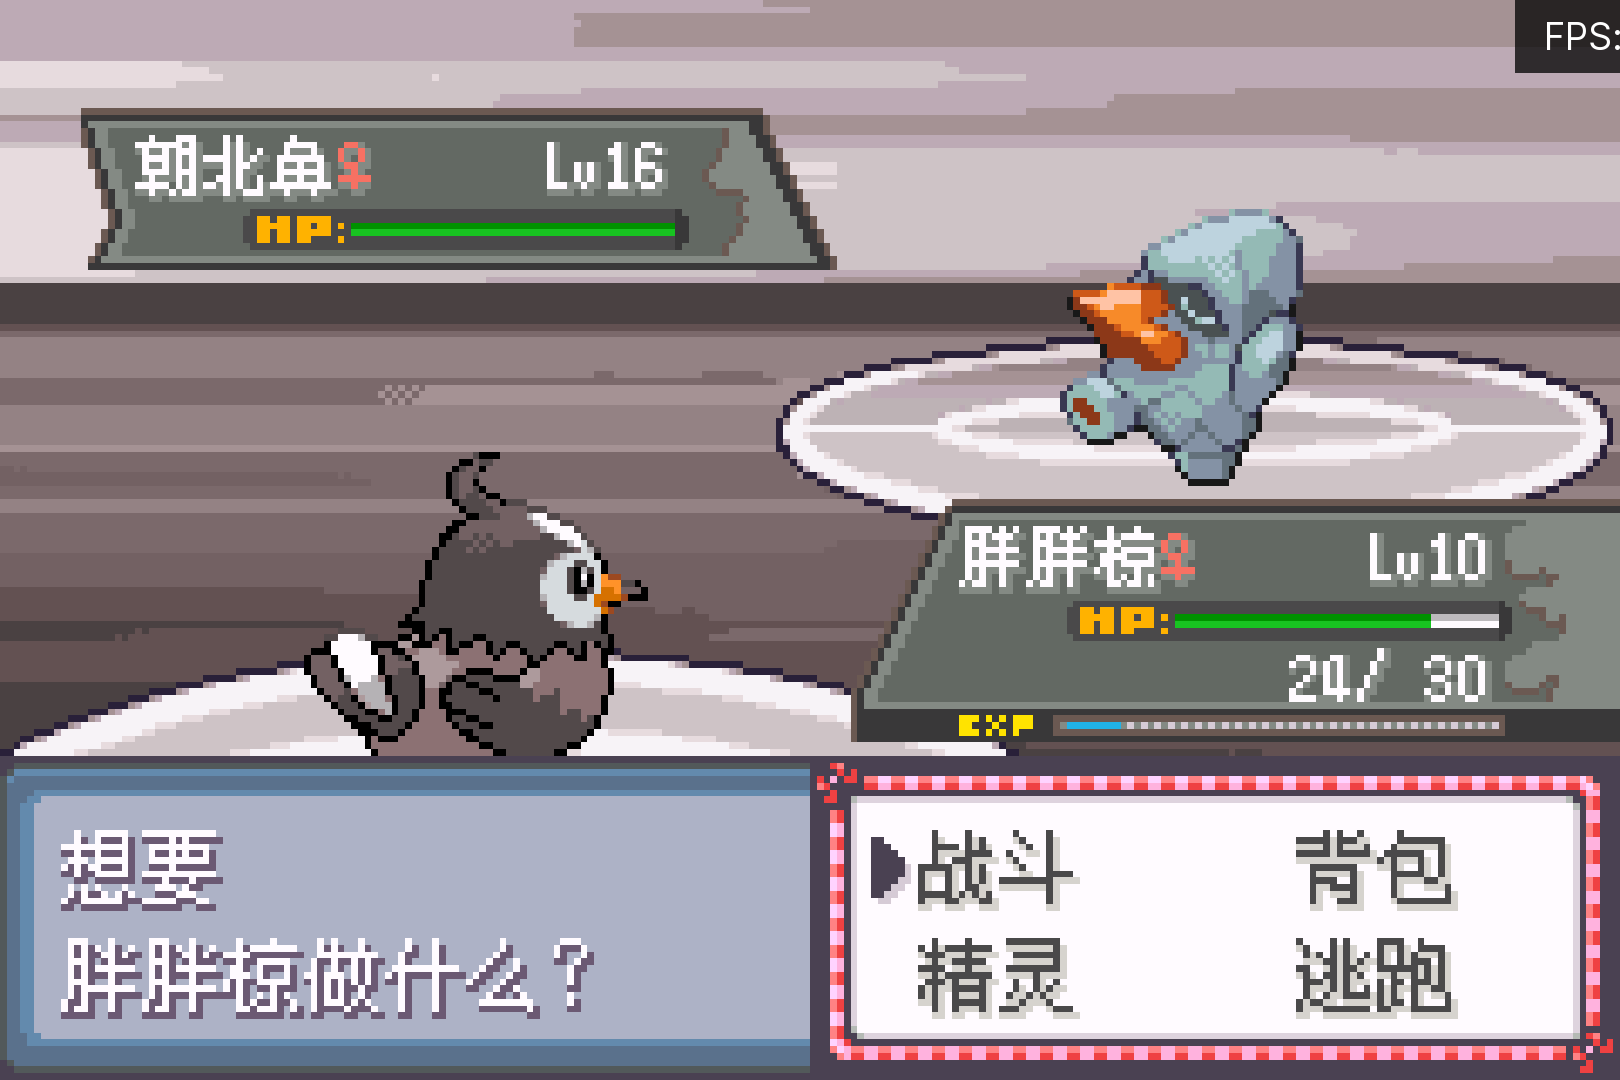 FPS:
朝北鼻♀ Lv16
HP:
胖胖椋♀ Lv10
HP:
24/ 30
EXP
想要
胖胖椋做什么?
战斗 背包
精灵 逃跑